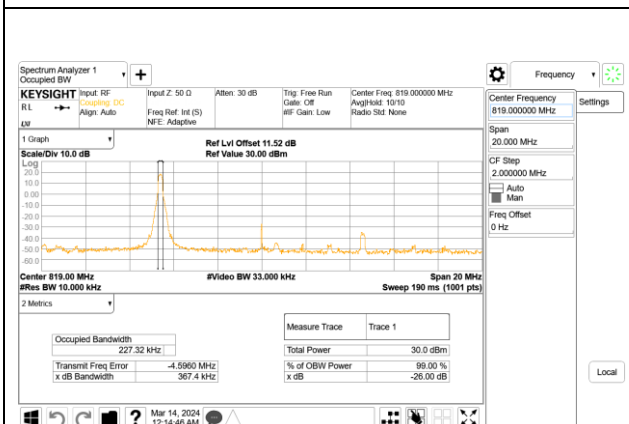 Spectrum Analyzer 1
Occupied BW
+
Frequency
KEYSIGHT
RL
Input: RF
Coupling: DC
Align: Auto
Input Z: 50 Ω
Freq Ref: Int (S)
NFE: Adaptive
Atten: 30 dB
Trig: Free Run
Gate: Off
#IF Gain: Low
Center Freq: 819.000000 MHz
Avg|Hold: 10/10
Radio Std: None
Center Frequency
819.000000 MHz
Settings
Span
20.000 MHz
CF Step
2.000000 MHz
Auto
Man
Freq Offset
0 Hz
1 Graph
Scale/Div 10.0 dB
Ref Lvl Offset 11.52 dB
Ref Value 30.00 dBm
Log
20.0
10.0
0.00
-10.0
-20.0
-30.0
-40.0
-50.0
-60.0
Center 819.00 MHz
#Res BW 10.000 kHz
#Video BW 33.000 kHz
Span 20 MHz
Sweep 190 ms (1001 pts)
2 Metrics
Measure Trace Trace 1
Occupied Bandwidth
227.32 kHz
Total Power 30.0 dBm
Transmit Freq Error -4.5960 MHz
% of OBW Power 99.00 %
x dB Bandwidth 367.4 kHz
x dB -26.00 dB
Local
?
Mar 14, 2024
12:14:46 AM